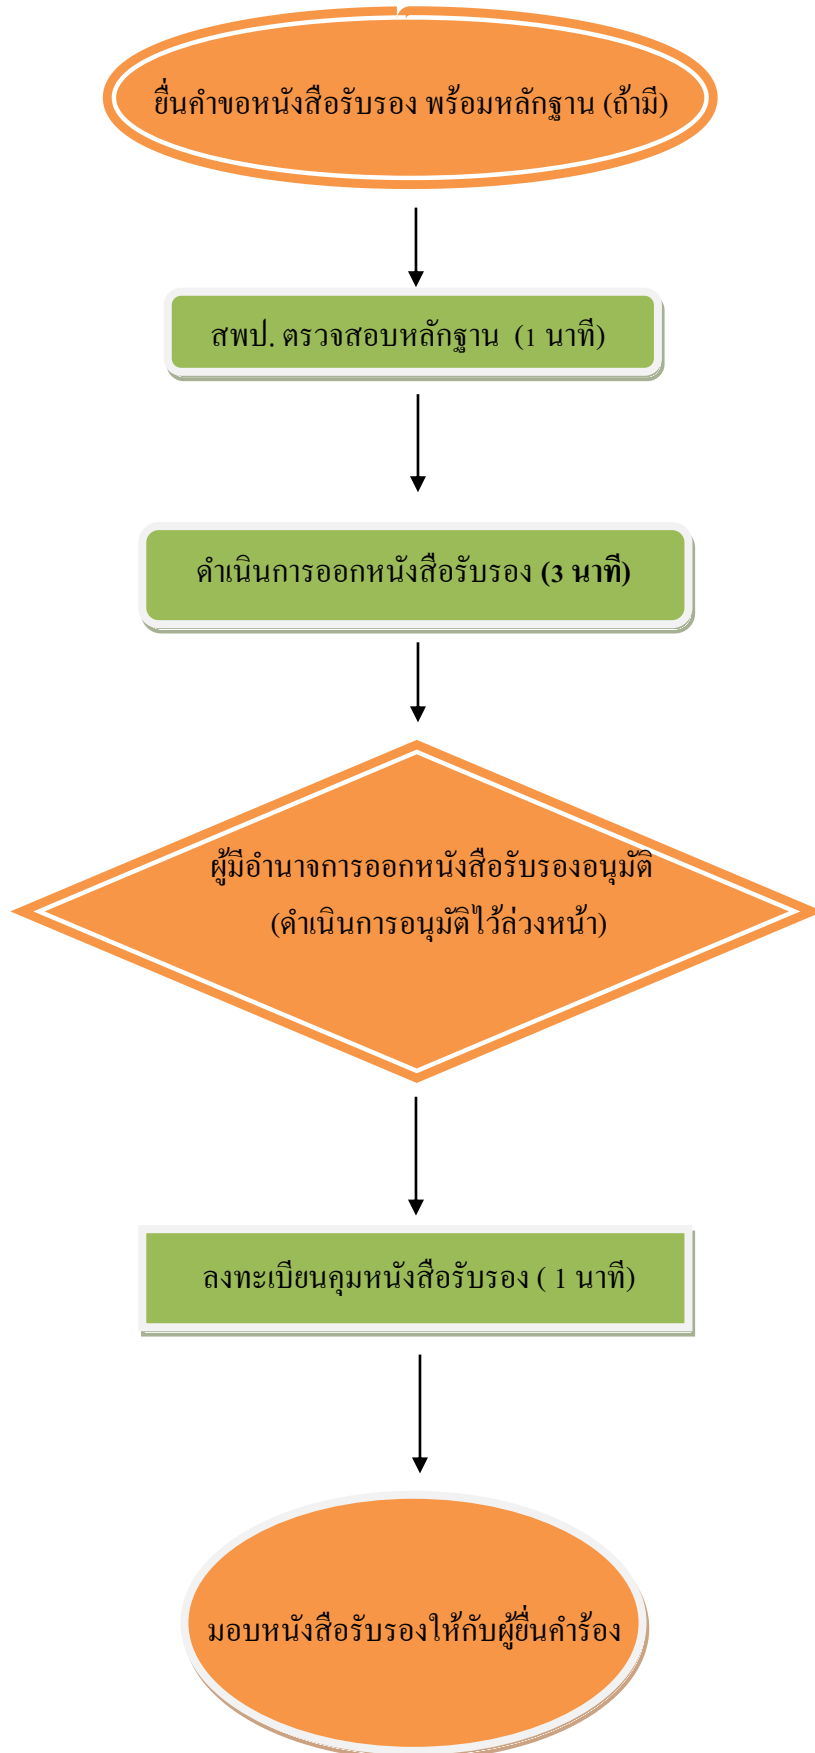 ยื่นคำขอหนังสือรับรอง พร้อมหลักฐาน (ถ้ามี)
สพป. ตรวจสอบหลักฐาน (1 นาที)
ดำเนินการออกหนังสือรับรอง (3 นาที)
ผู้มีอำนาจการออกหนังสือรับรองอนุมัติ
(ดำเนินการอนุมัติไว้ล่วงหน้า)
ลงทะเบียนคุมหนังสือรับรอง ( 1 นาที)
มอบหนังสือรับรองให้กับผู้ยื่นคำร้อง